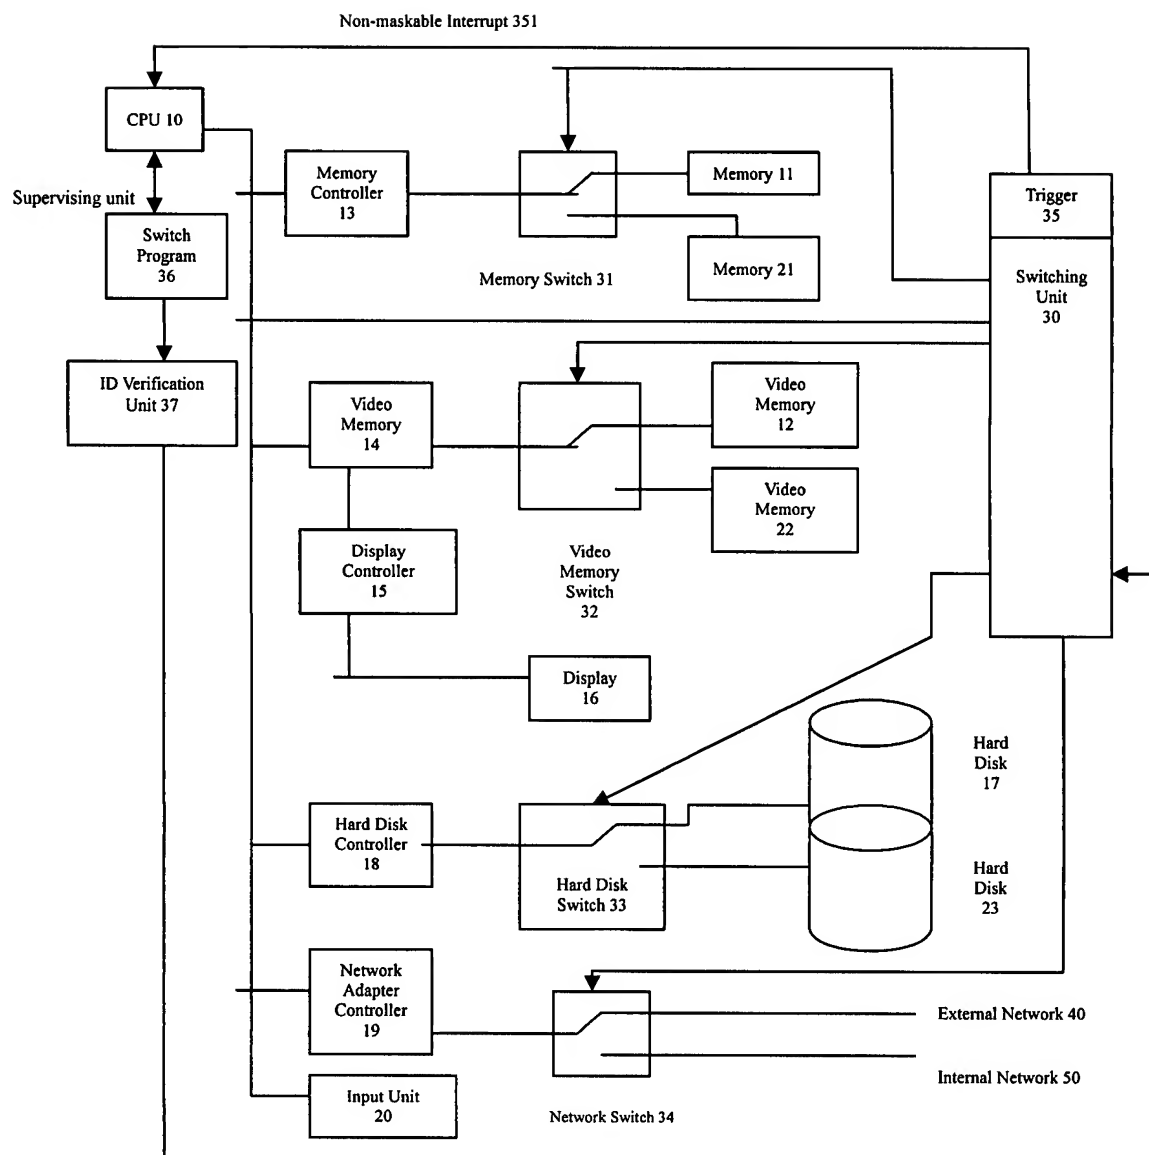 Non-maskable Interrupt 351
CPU 10
Supervising unit
Switch
Program
36
ID Verification
Unit 37
Memory
Controller
13
Memory 11
Memory 21
Memory Switch 31
Trigger
35
Switching
Unit
30
Video
Memory
14
Video
Memory
12
Video
Memory
22
Display
Controller
15
Video
Memory
Switch
32
Display
16
Hard
Disk
17
Hard Disk
Controller
18
Hard Disk
Switch 33
Hard
Disk
23
Network
Adapter
Controller
19
External Network 40
Internal Network 50
Input Unit
20
Network Switch 34